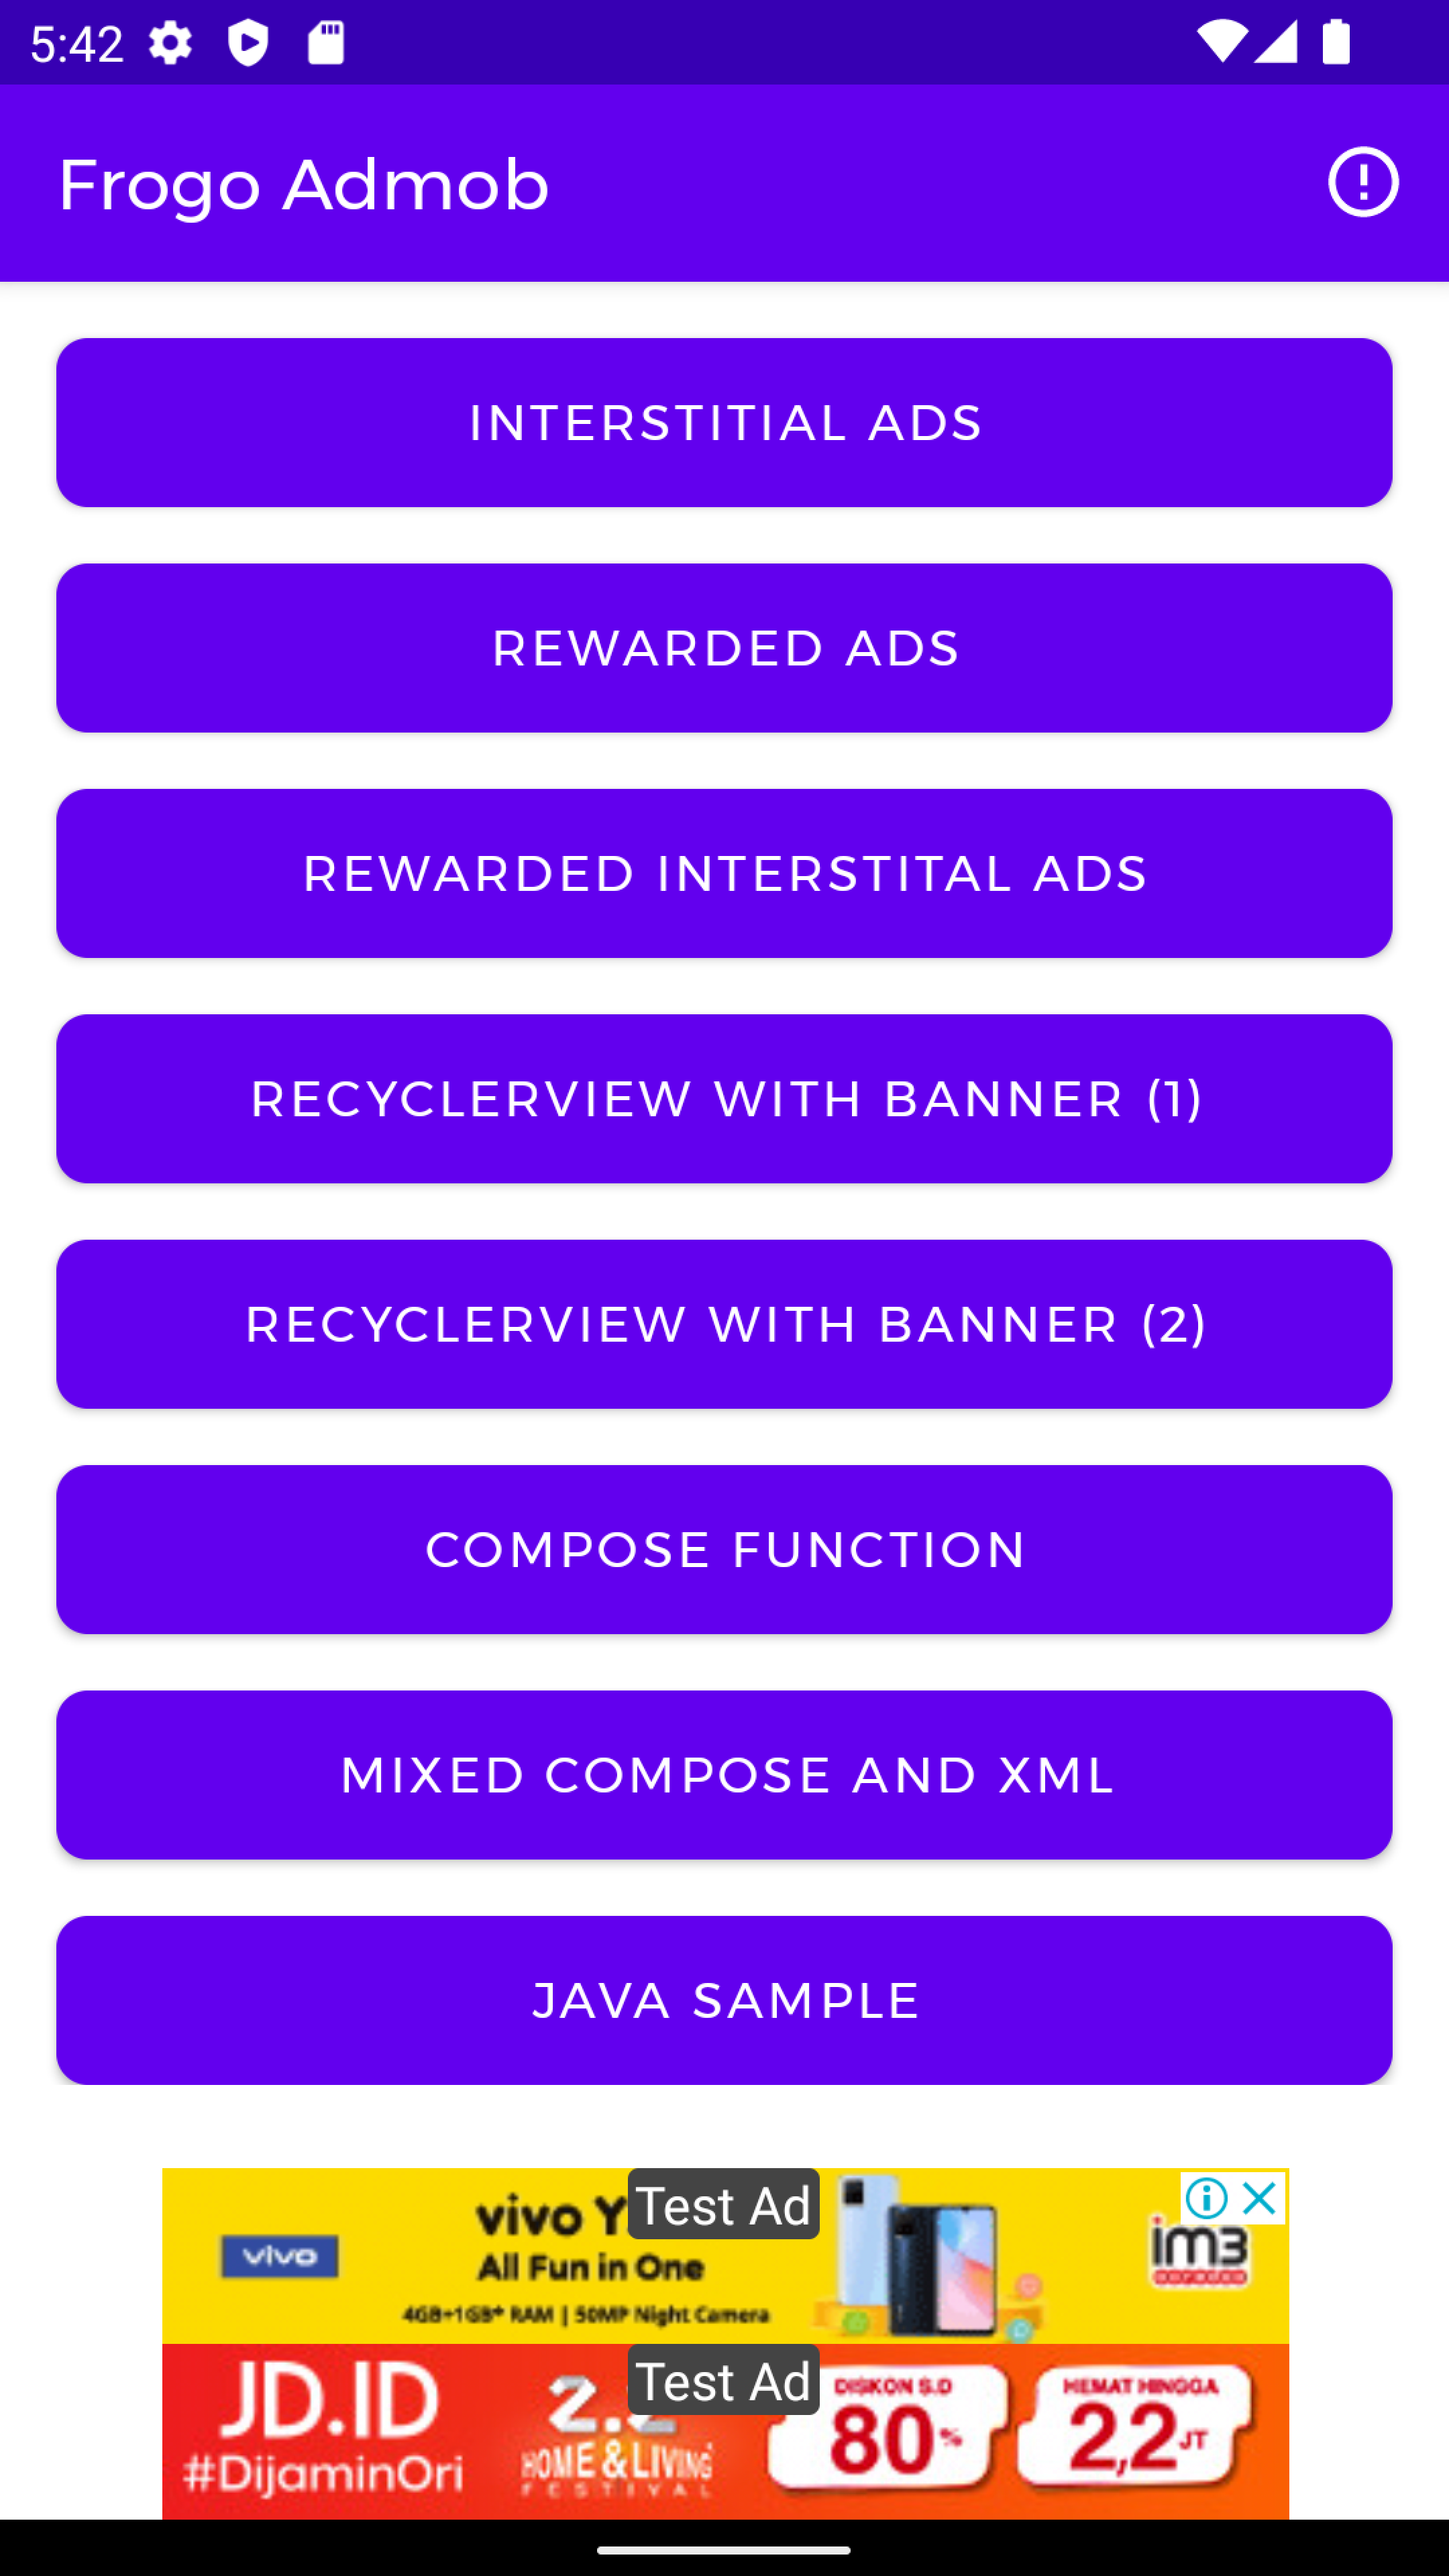 5:42
Frogo Admob
INTERSTITIAL ADS
REWARDED ADS
REWARDED INTERSTITAL ADS
RECYCLERVIEW WITH BANNER (1)
RECYCLERVIEW WITH BANNER (2)
COMPOSE FUNCTION
MIXED COMPOSE AND XML
JAVA SAMPLE
vivo Y
Test Ad
vivo
All Fun in One
im3
ooredoo
4GB+1GB+ RAM | 50MP Night Camera
Test Ad
JD.ID
#DijaminOri
2.2
HOME & LIVING
FESTIVAL
DISKON S.D
80%
HEMAT HINGGA
2,2 JT